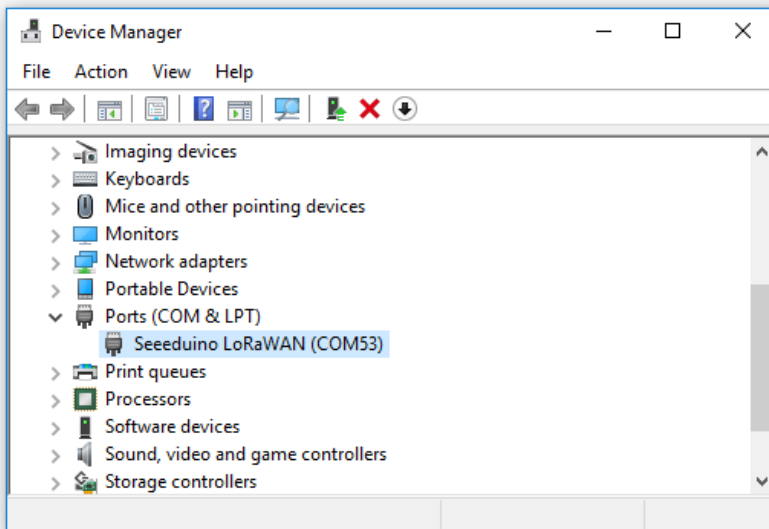 Device Manager
File Action View Help
Imaging devices
Keyboards
Mice and other pointing devices
Monitors
Network adapters
Portable Devices
Ports (COM & LPT)
Seeeduino LoRaWAN (COM53)
Print queues
Processors
Software devices
Sound, video and game controllers
Storage controllers